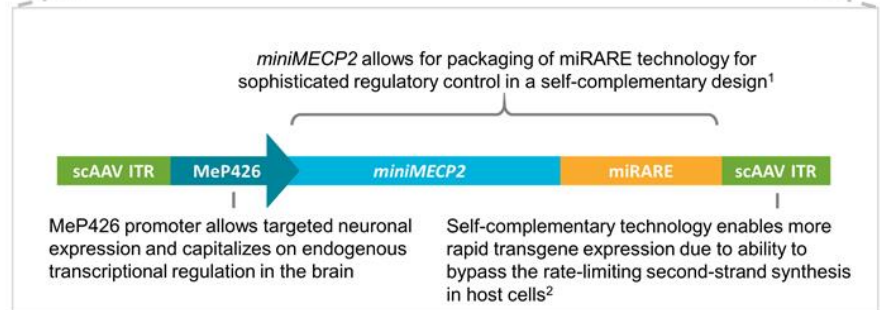 miniMECP2 allows for packaging of miRARE technology for
sophisticated regulatory control in a self-complementary design¹
scAAV ITR MeP426 miniMECP2 miRARE scAAV ITR
MeP426 promoter allows targeted neuronal
expression and capitalizes on endogenous
transcriptional regulation in the brain
Self-complementary technology enables more
rapid transgene expression due to ability to
bypass the rate-limiting second-strand synthesis
in host cells²